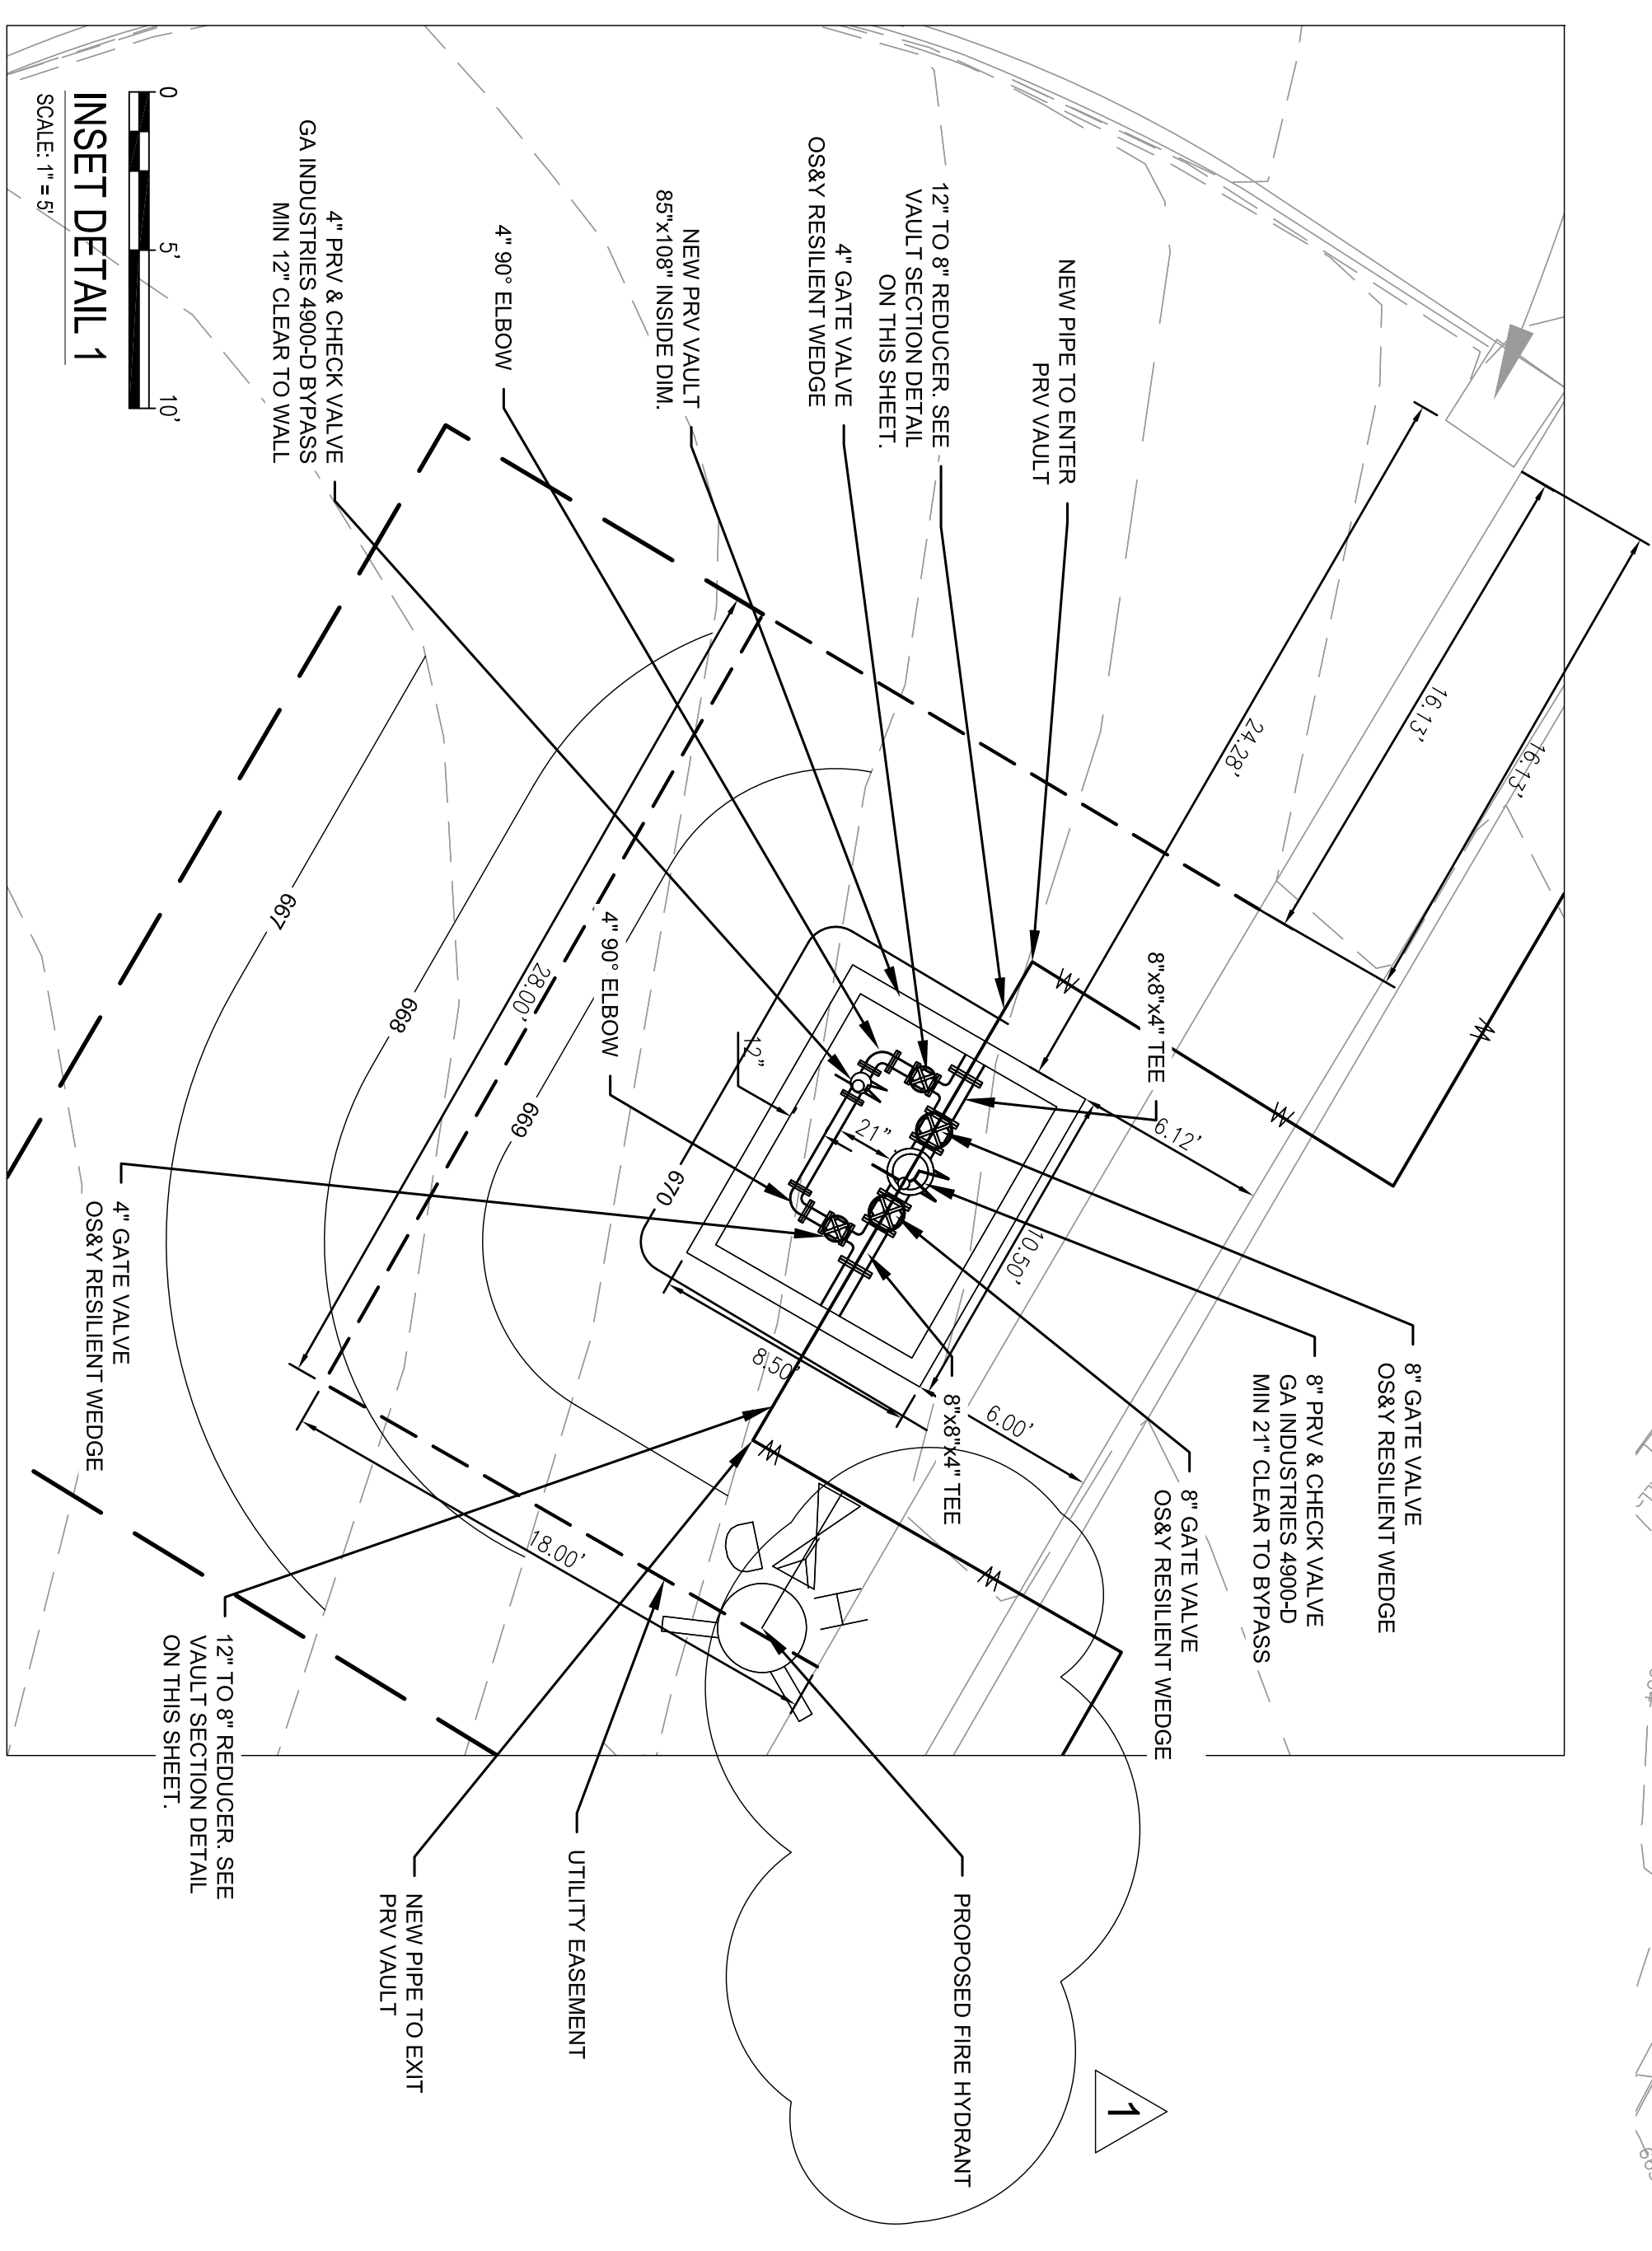 8" GATE VALVE
OS&Y RESILIENT WEDGE
8" PRV & CHECK VALVE
GA INDUSTRIES 4900-D
MIN 21" CLEAR TO BYPASS
8" GATE VALVE
OS&Y RESILIENT WEDGE
16.13'
16.13'
24.28'
NEW PIPE TO ENTER
PRV VAULT
8"x8"x4" TEE
W
W
W
6.12'
12" TO 8" REDUCER. SEE
VAULT SECTION DETAIL
ON THIS SHEET.
4" GATE VALVE
OS&Y RESILIENT WEDGE
10.50'
6.00'
8"x8"x4" TEE
W
PROPOSED FIRE HYDRANT
1
21"
12"
8.50'
W
NEW PRV VAULT
85"x108" INSIDE DIM.
4" 90° ELBOW
4" 90° ELBOW
670
669
668
667
28.00'
18.00'
UTILITY EASEMENT
4" PRV & CHECK VALVE
GA INDUSTRIES 4900-D BYPASS
MIN 12" CLEAR TO WALL
NEW PIPE TO EXIT
PRV VAULT
12" TO 8" REDUCER. SEE
VAULT SECTION DETAIL
ON THIS SHEET.
4" GATE VALVE
OS&Y RESILIENT WEDGE
0
5'
10'
INSET DETAIL 1
SCALE: 1" = 5'